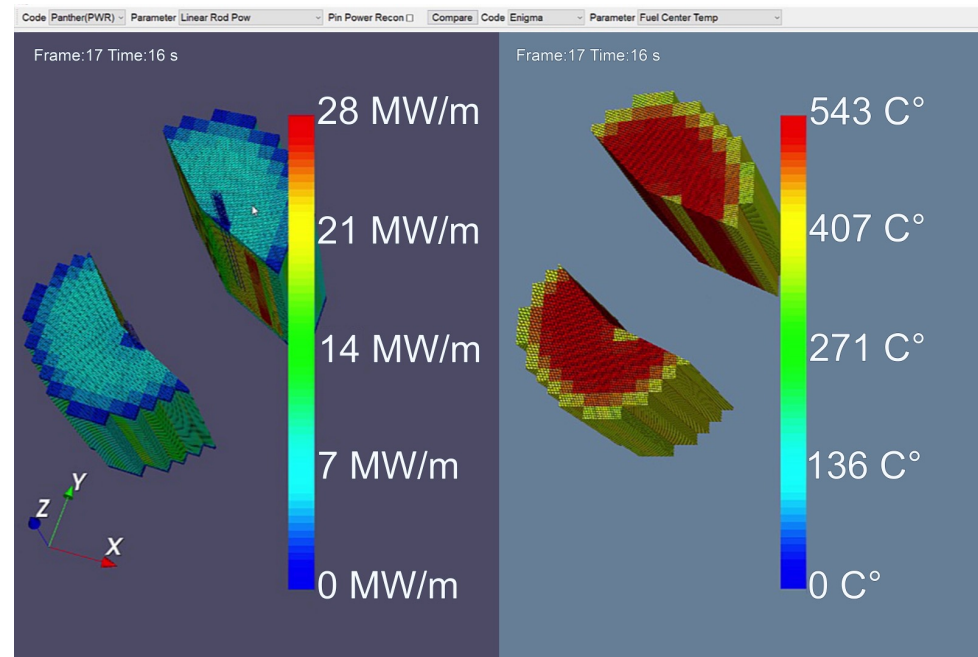 Code Panther(PWR) Parameter Linear Rod Pow Pin Power Recon Compare Code Enigma Parameter Fuel Center Temp
Frame:17 Time:16 s
28 MW/m
21 MW/m
14 MW/m
7 MW/m
0 MW/m
Y
Z
X
Frame:17 Time:16 s
543 C°
407 C°
271 C°
136 C°
0 C°